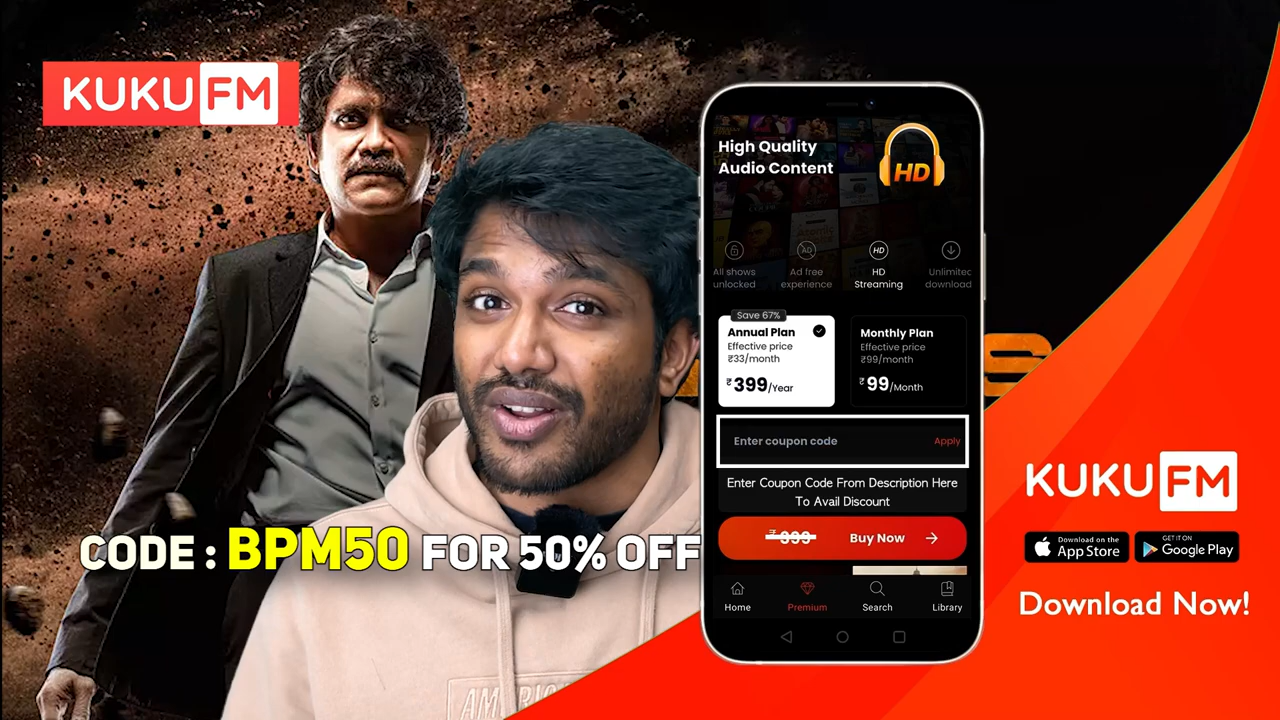 KUKU FM
High Quality
Audio Content
HD
AD
HD
All shows
unlocked
Ad free
experience
HD
Streaming
Unlimited
download
Save 67%
Annual Plan
Effective price
₹33/month
₹399/Year
Monthly Plan
Effective price
₹99/month
₹99/Month
Enter coupon code
Apply
Enter Coupon Code From Description Here
To Avail Discount
₹999
Buy Now
Home
Premium
Search
Library
CODE : BPM50 FOR 50% OFF
KUKU FM
Download on the
App Store
GET IT ON
Google Play
Download Now!